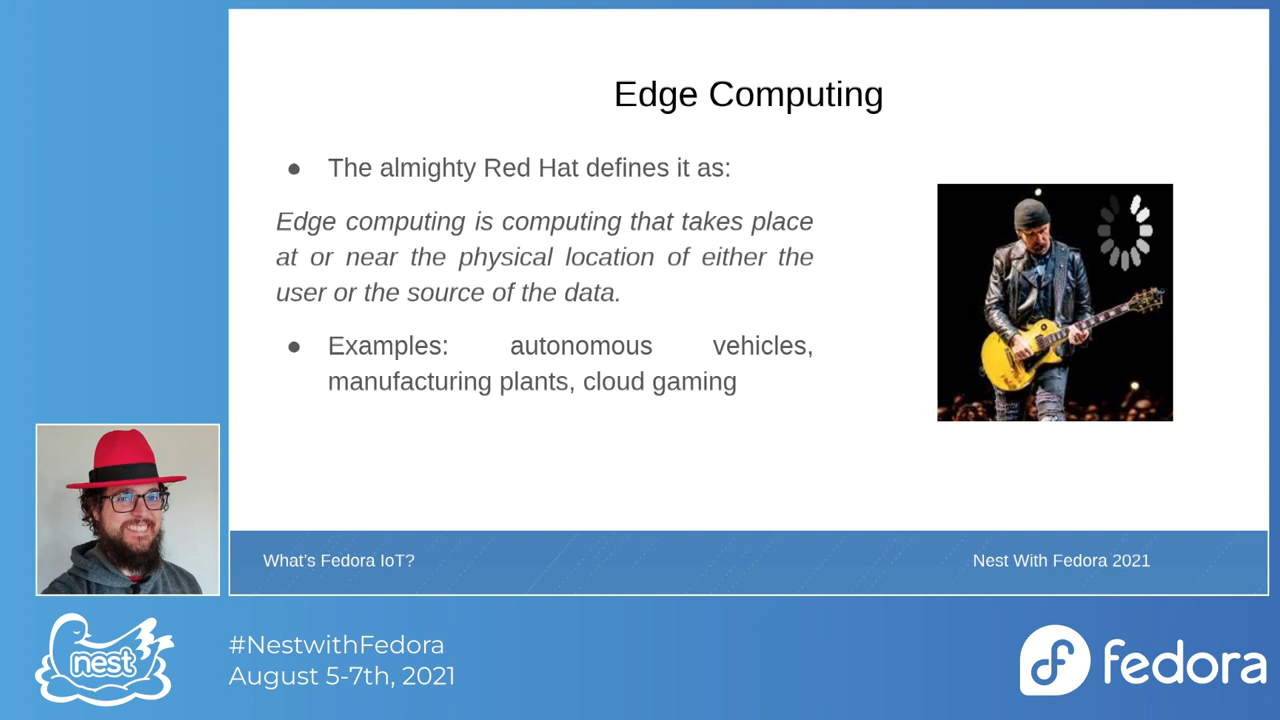 Edge Computing
● The almighty Red Hat defines it as:
Edge computing is computing that takes place
at or near the physical location of either the
user or the source of the data.
● Examples: autonomous vehicles,
manufacturing plants, cloud gaming
What's Fedora IoT?
Nest With Fedora 2021
nest
#NestwithFedora
August 5-7th, 2021
fedora